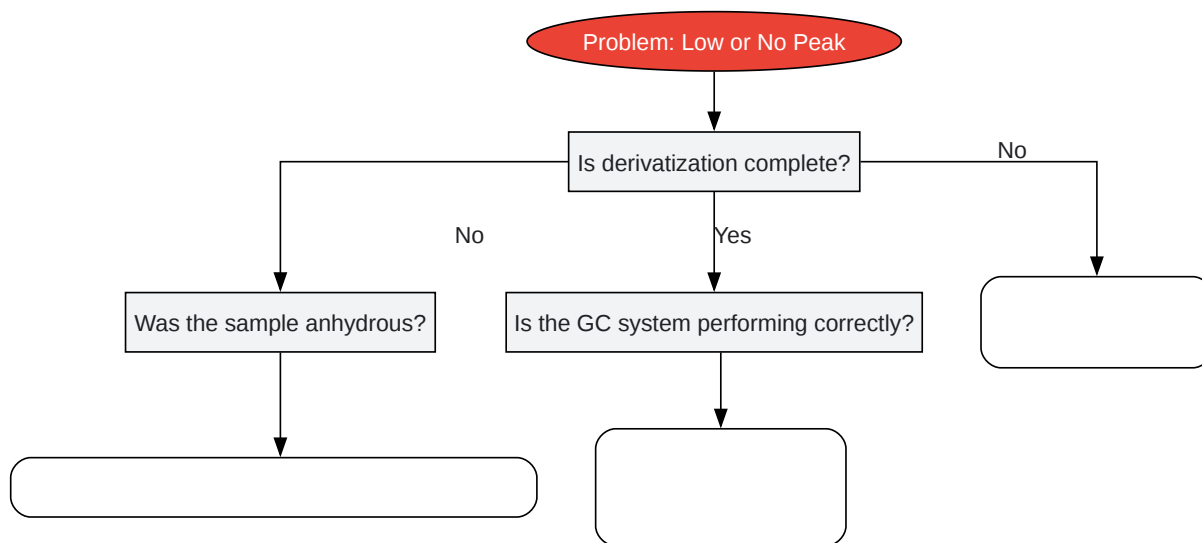 Problem: Low or No Peak
Is derivatization complete?
No
No
Yes
Was the sample anhydrous?
Is the GC system performing correctly?